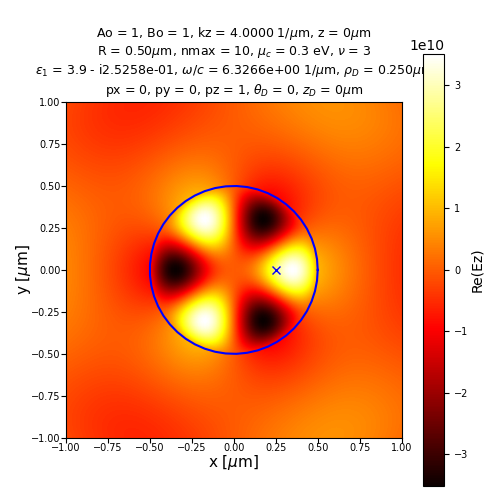 Ao = 1, Bo = 1, kz = 4.0000 1/μm, z = 0μm
R = 0.50μm, nmax = 10, μc = 0.3 eV, ν = 3
ε1 = 3.9 - i2.5258e-01, ω/c = 6.3266e+00 1/μm, ρD = 0.250μ
px = 0, py = 0, pz = 1, θD = 0, zD = 0μm
1e10
1.00
0.75
0.50
0.25
0.00
−0.25
−0.50
−0.75
−1.00
y [μm]
−1.00 −0.75 −0.50 −0.25 0.00 0.25 0.50 0.75 1.00
x [μm]
3
2
1
0
−1
−2
−3
Re(Ez)